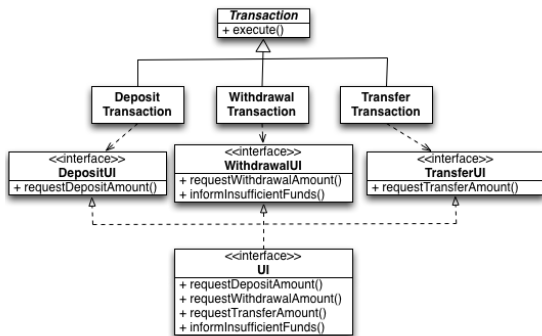 Transaction
+ execute()
Deposit
Transaction
Withdrawal
Transaction
Transfer
Transaction
<<interface>>
DepositUI
+ requestDepositAmount()
<<interface>>
WithdrawalUI
+ requestWithdrawalAmount()
+ informInsufficientFunds()
<<interface>>
TransferUI
+ requestTransferAmount()
<<interface>>
UI
+ requestDepositAmount()
+ requestWithdrawalAmount()
+ requestTransferAmount()
+ informInsufficientFunds()